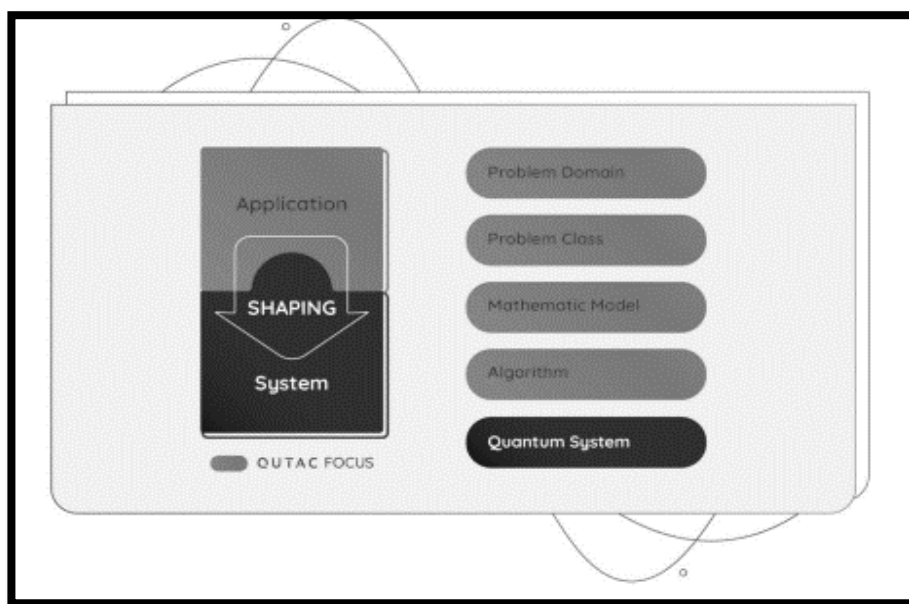 Application
SHAPING
System
QUTAC FOCUS
Problem Domain
Problem Class
Mathematic Model
Algorithm
Quantum System